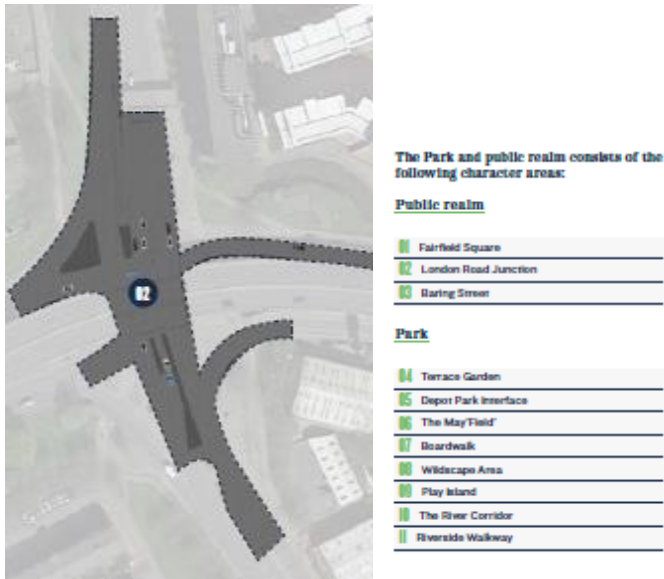 02
The Park and public realm consists of the
following character areas:
Public realm
01 Fairfield Square
02 London Road Junction
03 Baring Street
Park
04 Terrace Garden
05 Depot Park Interface
06 The May'Field'
07 Boardwalk
08 Wildscape Area
09 Play Island
10 The River Corridor
11 Riverside Walkway